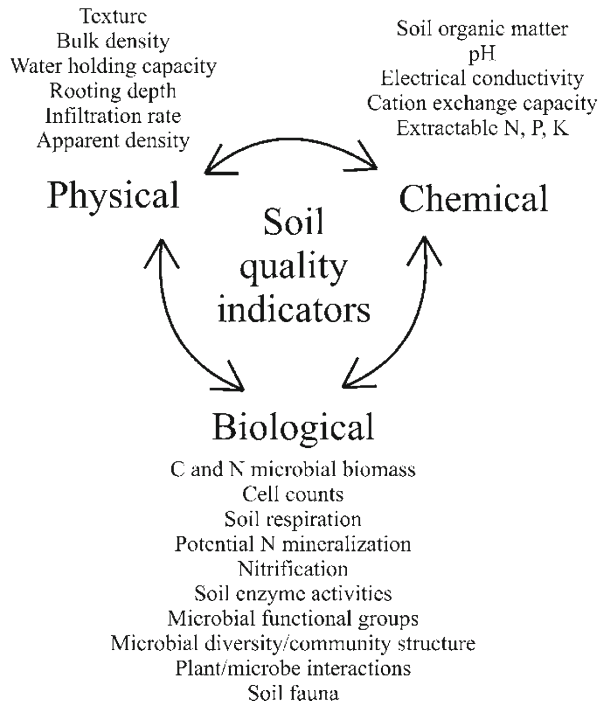 Texture
Bulk density
Water holding capacity
Rooting depth
Infiltration rate
Apparent density
Physical
Soil organic matter
pH
Electrical conductivity
Cation exchange capacity
Extractable N, P, K
Chemical
Soil
quality
indicators
Biological
C and N microbial biomass
Cell counts
Soil respiration
Potential N mineralization
Nitrification
Soil enzyme activities
Microbial functional groups
Microbial diversity/community structure
Plant/microbe interactions
Soil fauna